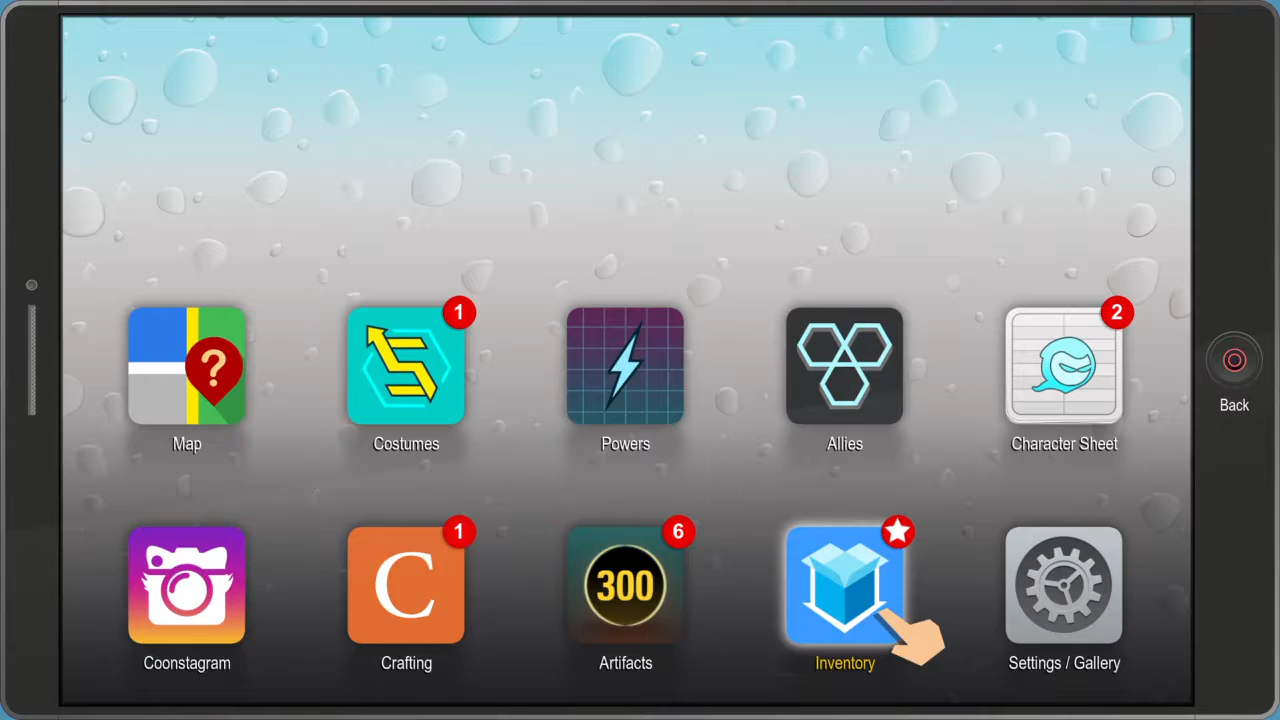 1
2
?
Map
Costumes
Powers
Allies
Character Sheet
Back
1
6
C
300
Coonstagram
Crafting
Artifacts
Inventory
Settings / Gallery